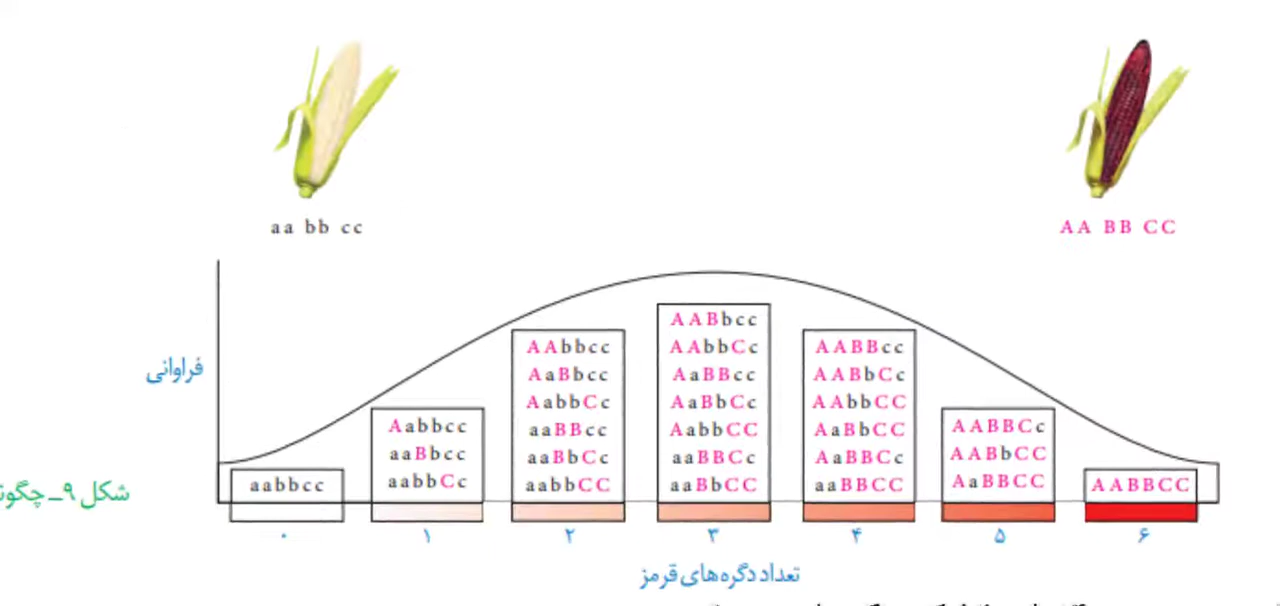 aa bb cc
AA BB CC
فراوانی
aabbcc
Aabbcc
aaBbcc
aabbCc
AAbbcc
AaBbcc
AabbCc
aaBBcc
aaBbCc
aabbCC
AABbcc
AAbbCc
AaBBcc
AaBbCc
AabbCC
aaBBCc
aaBbCC
AABBcc
AABbCc
AAbbCC
AaBbCC
AaBBCc
aaBBCC
AABBCc
AABbCC
AaBBCC
AABBCC
۰ ۱ ۲ ۳ ۴ ۵ ۶
تعداد دگره‌های قرمز
شکل ۹ـ